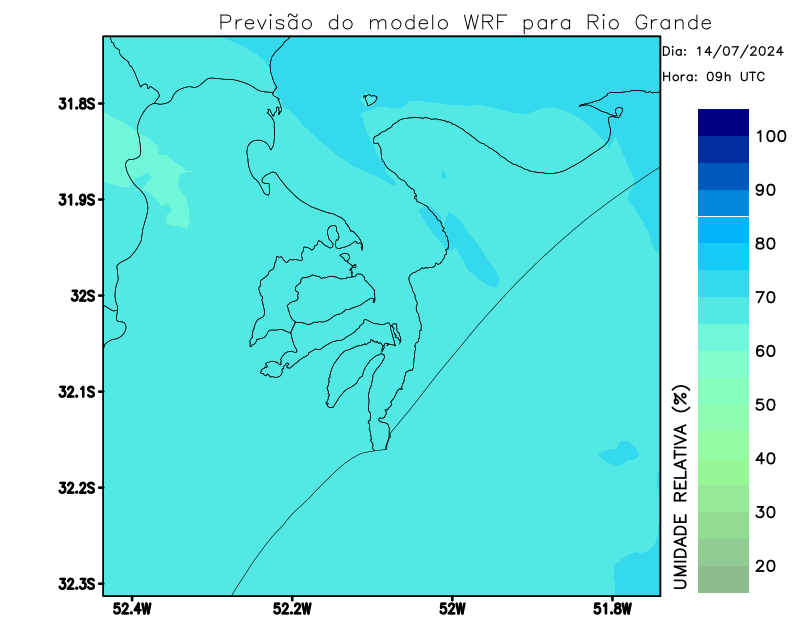 Previsão do modelo WRF para Rio Grande
Dia: 14/07/2024
Hora: 09h UTC
31.8S
31.9S
32S
32.1S
32.2S
32.3S
52.4W
52.2W
52W
51.8W
UMIDADE RELATIVA (%)
100
90
80
70
60
50
40
30
20